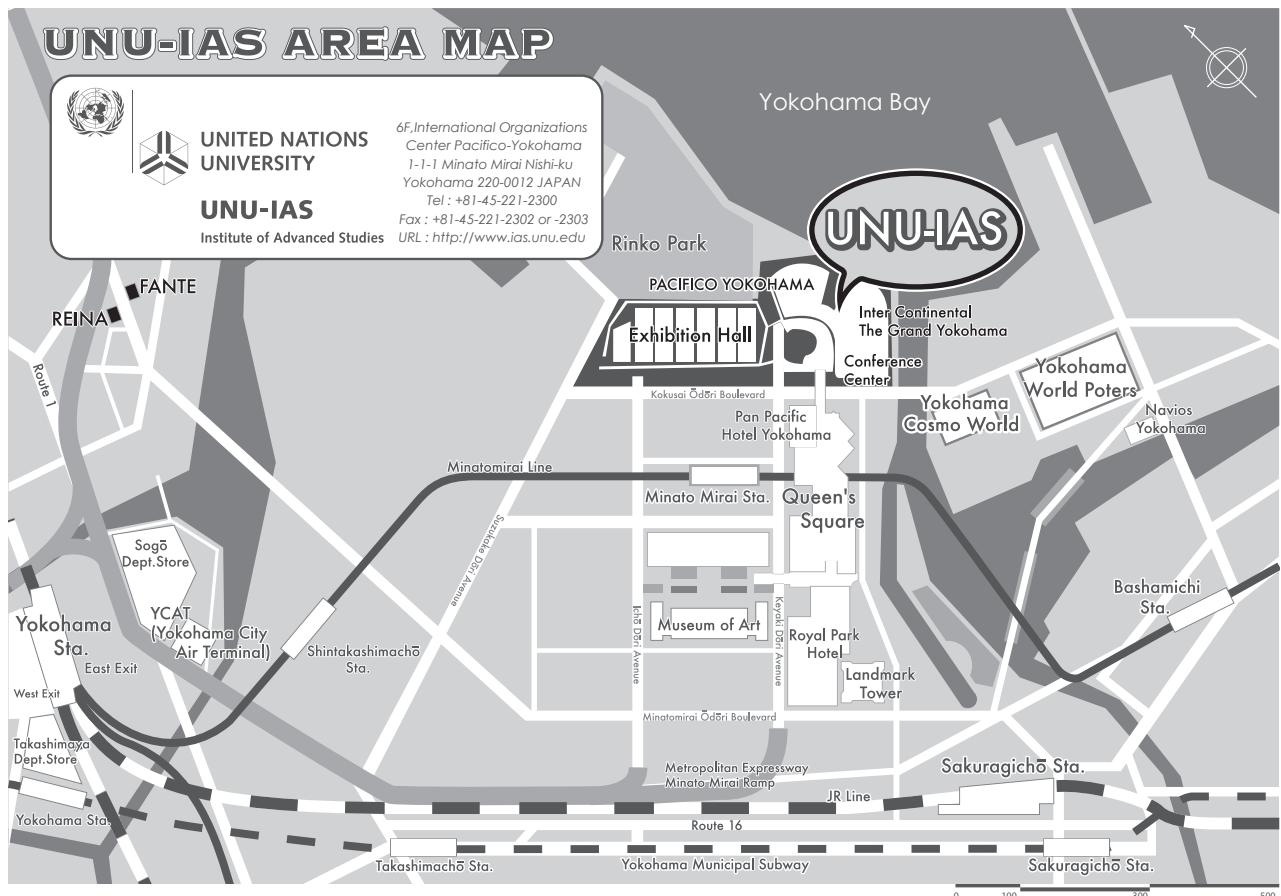 UNU-IAS AREA MAP
UNITED NATIONS
UNIVERSITY
UNU-IAS
Institute of Advanced Studies
6F,International Organizations
Center Pacifico-Yokohama
1-1-1 Minato Mirai Nishi-ku
Yokohama 220-0012 JAPAN
Tel : +81-45-221-2300
Fax : +81-45-221-2302 or -2303
URL : http://www.ias.unu.edu
Yokohama Bay
UNU-IAS
Rinko Park
PACIFICO YOKOHAMA
FANTE
REINA
Exhibition Hall
Inter Continental
The Grand Yokohama
Conference
Center
Route 1
Kokusai Ōdōri Boulevard
Yokohama
World Poters
Yokohama
Cosmo World
Navios
Yokohama
Pan Pacific
Hotel Yokohama
Minatomirai Line
Minato Mirai Sta.
Queen's
Square
Suzukake Dōri Avenue
Sogō
Dept.Store
YCAT
(Yokohama City
Air Terminal)
Yokohama
Sta.
East Exit
West Exit
Shintakashimachō
Sta.
Ichō Dōri Avenue
Museum of Art
Keyaki Dōri Avenue
Royal Park
Hotel
Landmark
Tower
Bashamichi
Sta.
Minatomirai Ōdōri Boulevard
Takashimaya
Dept.Store
Metropolitan Expressway
Minato-Mirai Ramp
Sakuragichō Sta.
JR Line
Yokohama Sta.
Route 16
Takashimachō Sta.
Yokohama Municipal Subway
Sakuragichō Sta.
0 100 300 500